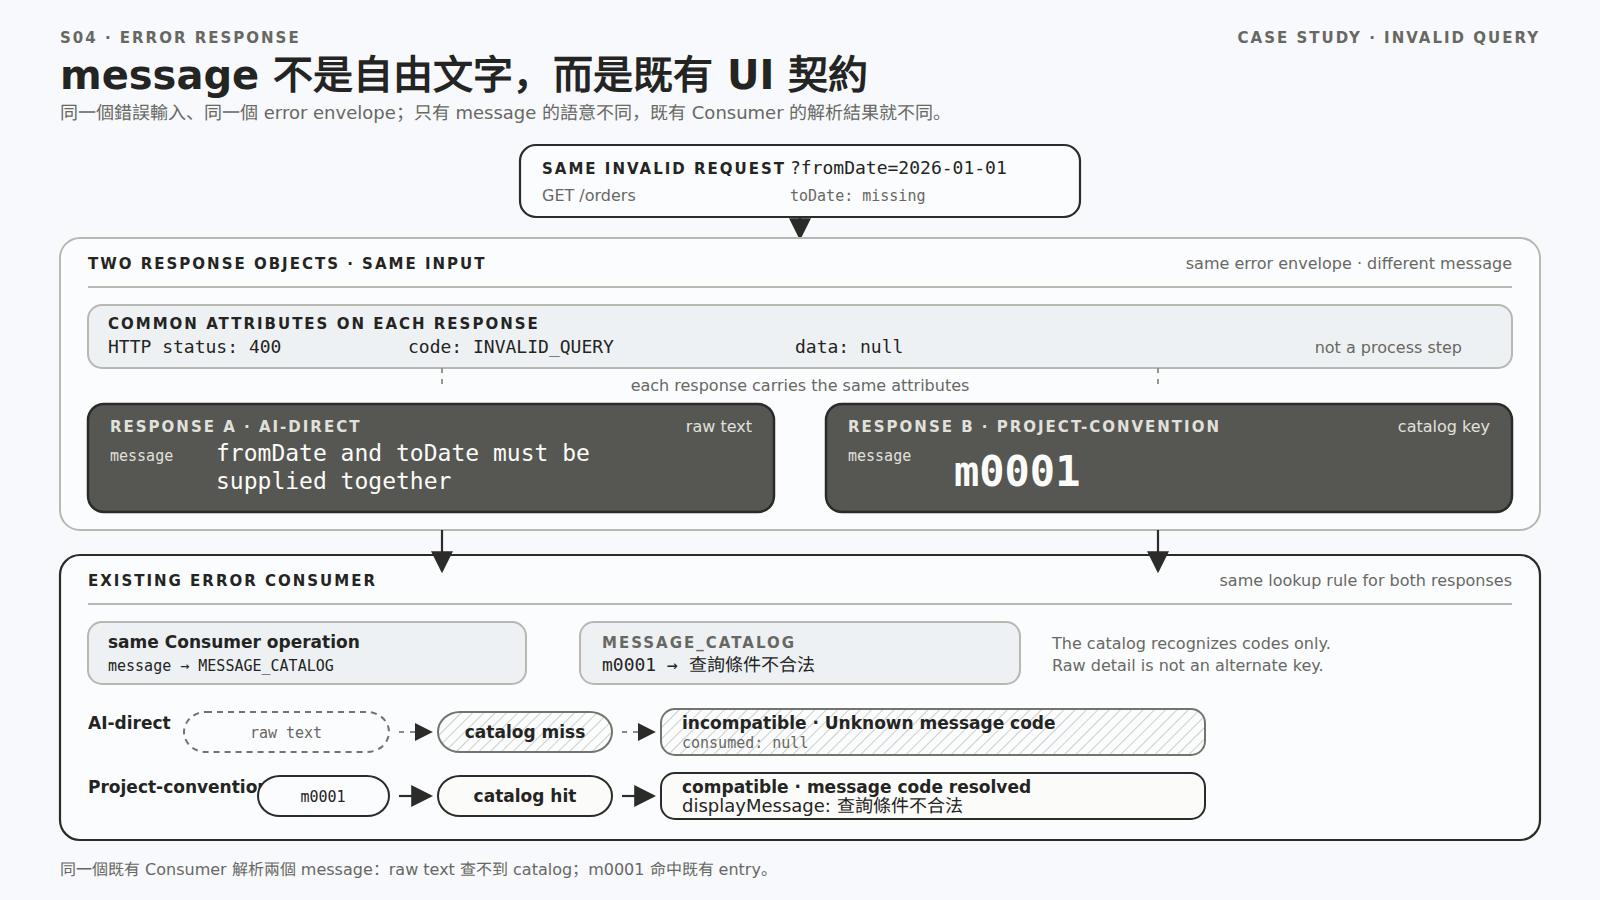 S04 · ERROR RESPONSE
CASE STUDY · INVALID QUERY
message 不是自由文字，而是既有 UI 契約
同一個錯誤輸入、同一個 error envelope；只有 message 的語意不同，既有 Consumer 的解析結果就不同。
SAME INVALID REQUEST ?fromDate=2026-01-01
GET /orders toDate: missing
TWO RESPONSE OBJECTS · SAME INPUT
same error envelope · different message
COMMON ATTRIBUTES ON EACH RESPONSE
HTTP status: 400 code: INVALID_QUERY data: null not a process step
each response carries the same attributes
RESPONSE A · AI-DIRECT raw text
message fromDate and toDate must be
supplied together
RESPONSE B · PROJECT-CONVENTION catalog key
message m0001
EXISTING ERROR CONSUMER
same lookup rule for both responses
same Consumer operation
message → MESSAGE_CATALOG
MESSAGE_CATALOG
m0001 → 查詢條件不合法
The catalog recognizes codes only.
Raw detail is not an alternate key.
AI-direct raw text catalog miss incompatible · Unknown message code
consumed: null
Project-convention m0001 catalog hit compatible · message code resolved
displayMessage: 查詢條件不合法
同一個既有 Consumer 解析兩個 message：raw text 查不到 catalog；m0001 命中既有 entry。